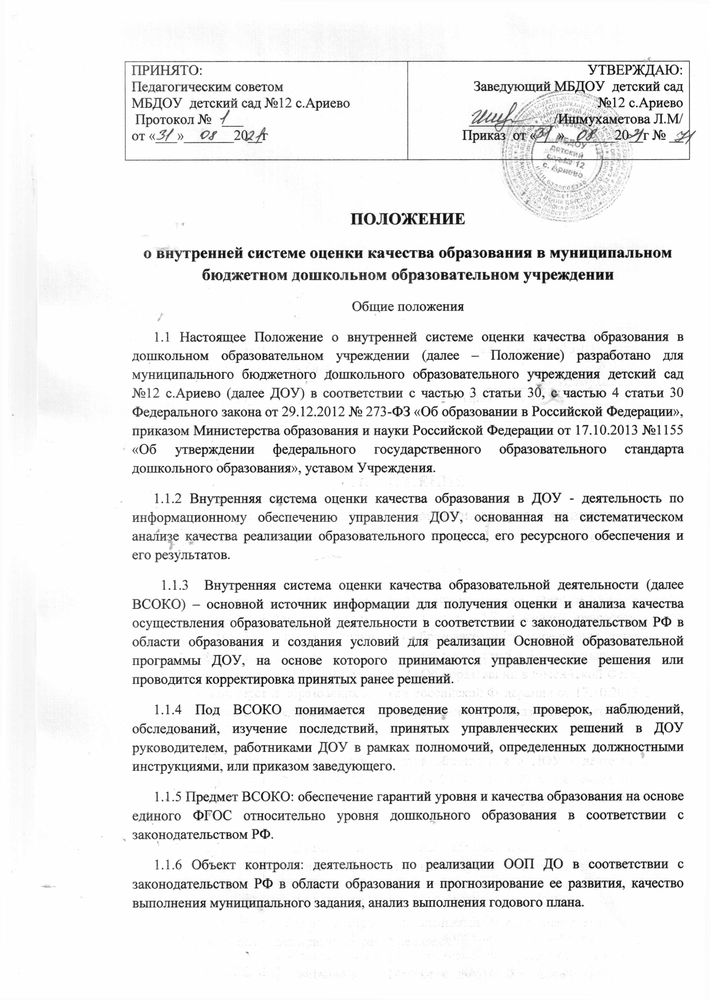 ПРИНЯТО:
Педагогическим советом
МБДОУ детский сад №12 с.Ариево
Протокол № 1
от «31» 08 2021г
УТВЕРЖДАЮ:
Заведующий МБДОУ детский сад
№12 с.Ариево
/Ишмухаметова Л.М/
Приказ от «31» 08 2021г № 71
МБДОУ
детский
сад № 12
с. Ариево
ПОЛОЖЕНИЕ
о внутренней системе оценки качества образования в муниципальном
бюджетном дошкольном образовательном учреждении
Общие положения
1.1 Настоящее Положение о внутренней системе оценки качества образования в
дошкольном образовательном учреждении (далее – Положение) разработано для
муниципального бюджетного дошкольного образовательного учреждения детский сад
№12 с.Ариево (далее ДОУ) в соответствии с частью 3 статьи 30, с частью 4 статьи 30
Федерального закона от 29.12.2012 № 273-ФЗ «Об образовании в Российской Федерации»,
приказом Министерства образования и науки Российской Федерации от 17.10.2013 №1155
«Об утверждении федерального государственного образовательного стандарта
дошкольного образования», уставом Учреждения.
1.1.2 Внутренняя система оценки качества образования в ДОУ - деятельность по
информационному обеспечению управления ДОУ, основанная на систематическом
анализе качества реализации образовательного процесса, его ресурсного обеспечения и
его результатов.
1.1.3 Внутренняя система оценки качества образовательной деятельности (далее
ВСОКО) – основной источник информации для получения оценки и анализа качества
осуществления образовательной деятельности в соответствии с законодательством РФ в
области образования и создания условий для реализации Основной образовательной
программы ДОУ, на основе которого принимаются управленческие решения или
проводится корректировка принятых ранее решений.
1.1.4 Под ВСОКО понимается проведение контроля, проверок, наблюдений,
обследований, изучение последствий, принятых управленческих решений в ДОУ
руководителем, работниками ДОУ в рамках полномочий, определенных должностными
инструкциями, или приказом заведующего.
1.1.5 Предмет ВСОКО: обеспечение гарантий уровня и качества образования на основе
единого ФГОС относительно уровня дошкольного образования в соответствии с
законодательством РФ.
1.1.6 Объект контроля: деятельность по реализации ООП ДО в соответствии с
законодательством РФ в области образования и прогнозирование ее развития, качество
выполнения муниципального задания, анализ выполнения годового плана.